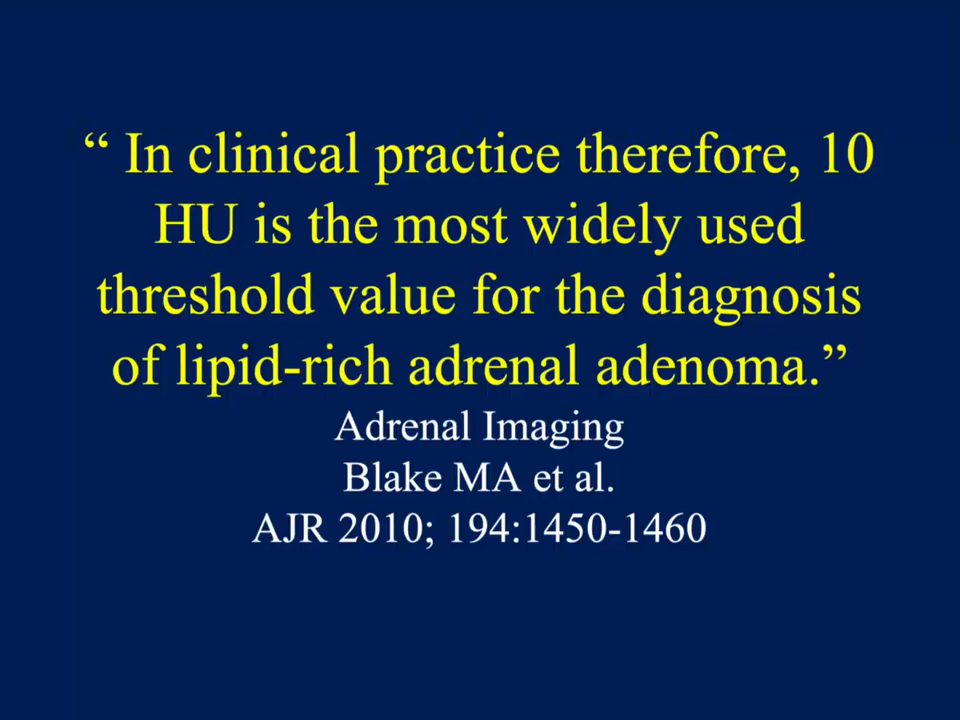 “ In clinical practice therefore, 10
HU is the most widely used
threshold value for the diagnosis
of lipid-rich adrenal adenoma.”
Adrenal Imaging
Blake MA et al.
AJR 2010; 194:1450-1460